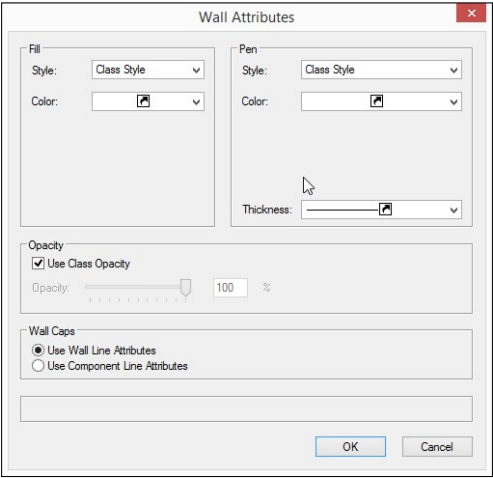 Wall Attributes
Fill
Style: Class Style
Color:
Pen
Style: Class Style
Color:
Thickness:
Opacity
Use Class Opacity
Opacity: 100 %
Wall Caps
Use Wall Line Attributes
Use Component Line Attributes
OK Cancel